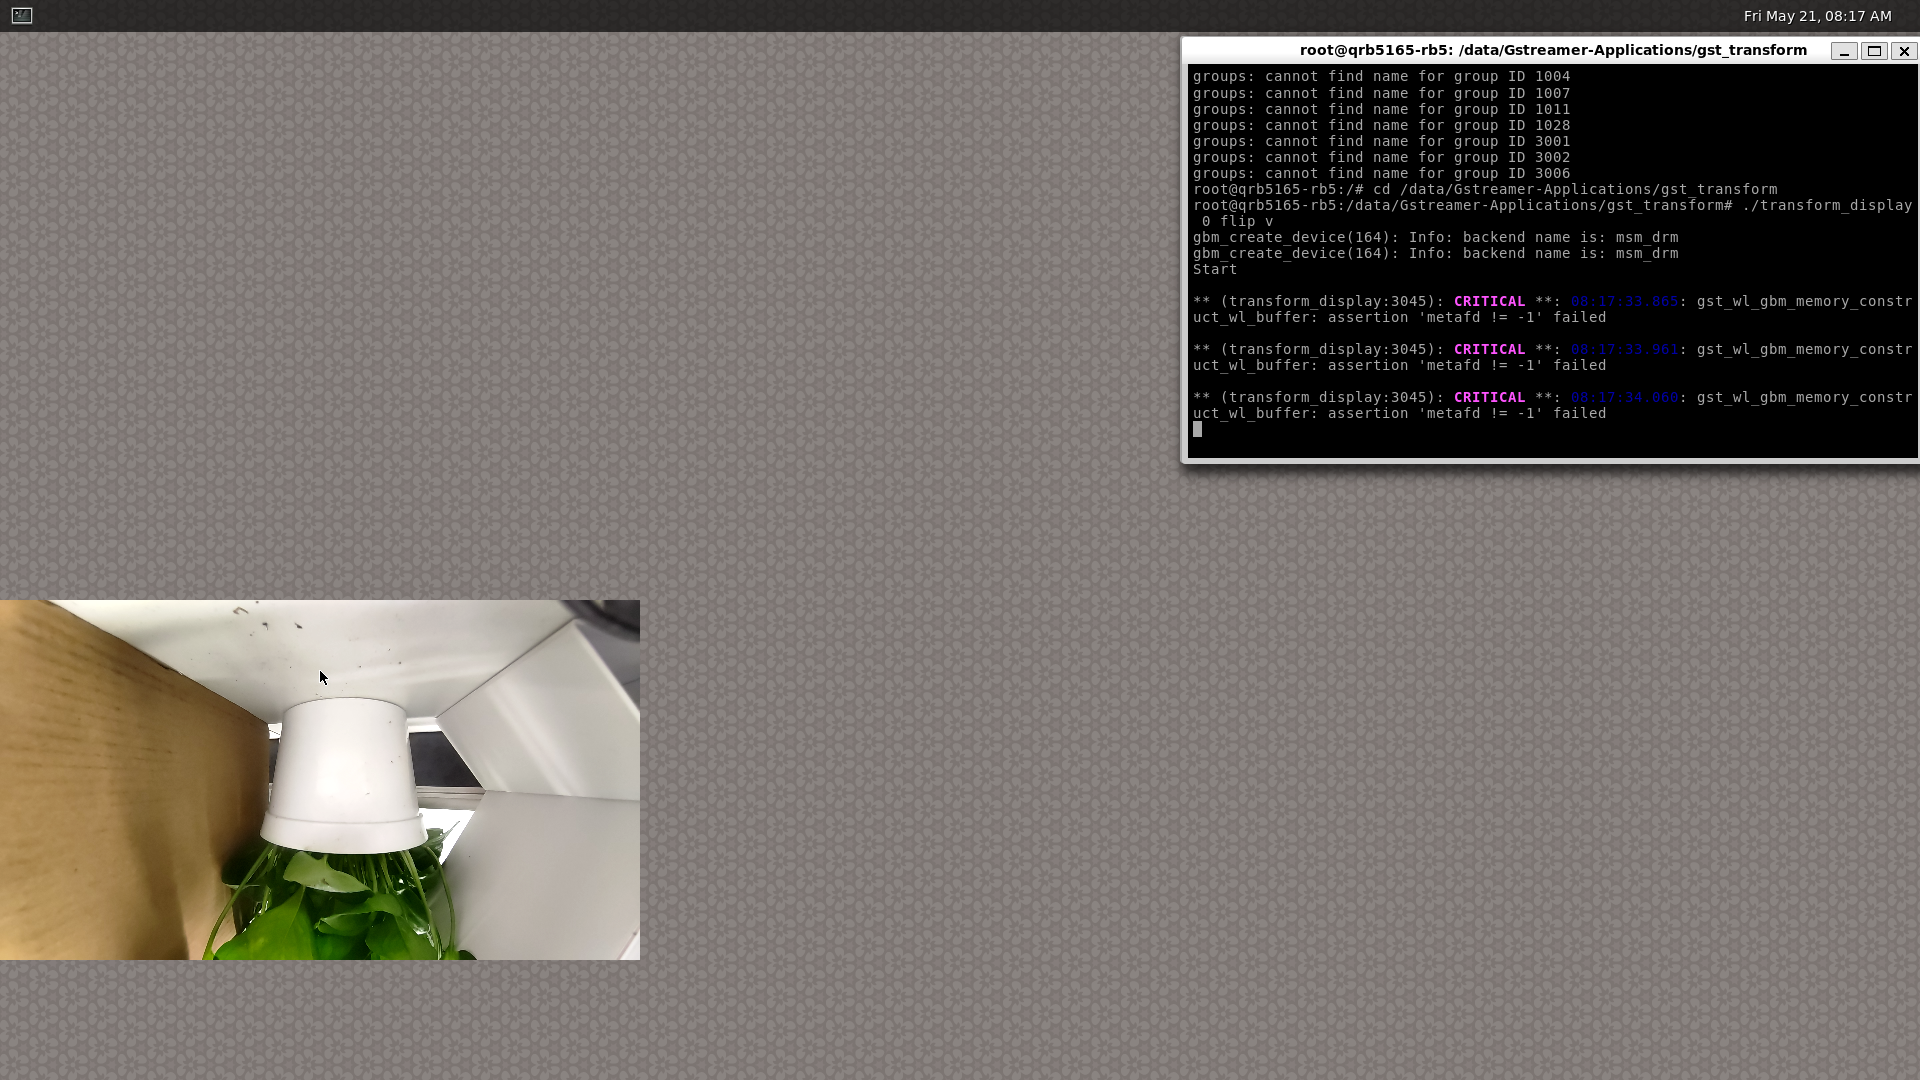 Fri May 21, 08:17 AM
root@qrb5165-rb5: /data/Gstreamer-Applications/gst_transform
groups: cannot find name for group ID 1004
groups: cannot find name for group ID 1007
groups: cannot find name for group ID 1011
groups: cannot find name for group ID 1028
groups: cannot find name for group ID 3001
groups: cannot find name for group ID 3002
groups: cannot find name for group ID 3006
root@qrb5165-rb5:/# cd /data/Gstreamer-Applications/gst_transform
root@qrb5165-rb5:/data/Gstreamer-Applications/gst_transform# ./transform_display
0 flip v
gbm_create_device(164): Info: backend name is: msm_drm
gbm_create_device(164): Info: backend name is: msm_drm
Start
** (transform_display:3045): CRITICAL **: 08:17:33.865: gst_wl_gbm_memory_constr
uct_wl_buffer: assertion 'metafd != -1' failed
** (transform_display:3045): CRITICAL **: 08:17:33.961: gst_wl_gbm_memory_constr
uct_wl_buffer: assertion 'metafd != -1' failed
** (transform_display:3045): CRITICAL **: 08:17:34.060: gst_wl_gbm_memory_constr
uct_wl_buffer: assertion 'metafd != -1' failed